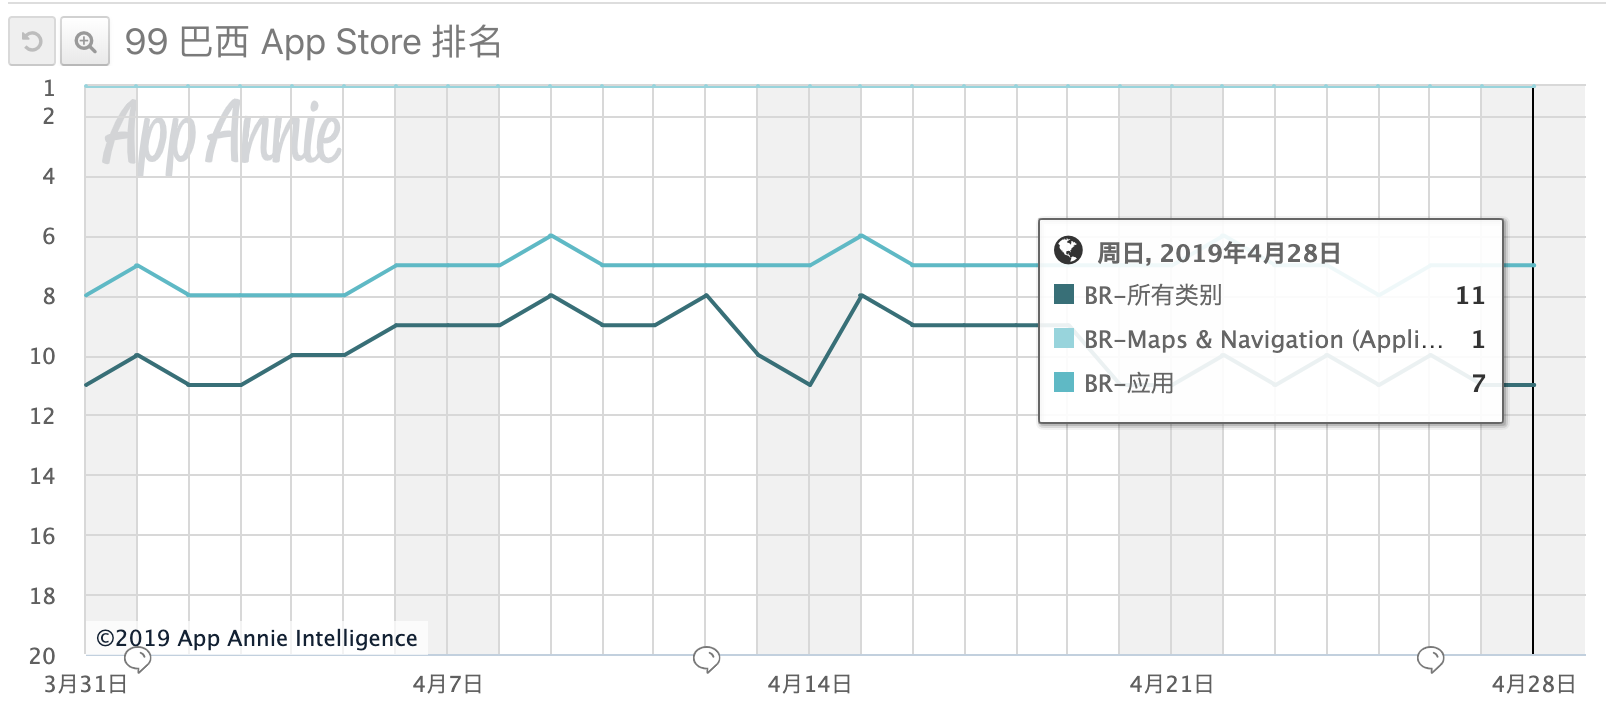 99 巴西 App Store 排名
1
2
4
6
8
10
12
14
16
18
20
App Annie
周日, 2019年4月28日
BR-所有类别 11
BR-Maps & Navigation (Appli... 1
BR-应用 7
©2019 App Annie Intelligence
3月31日 4月7日 4月14日 4月21日 4月28日